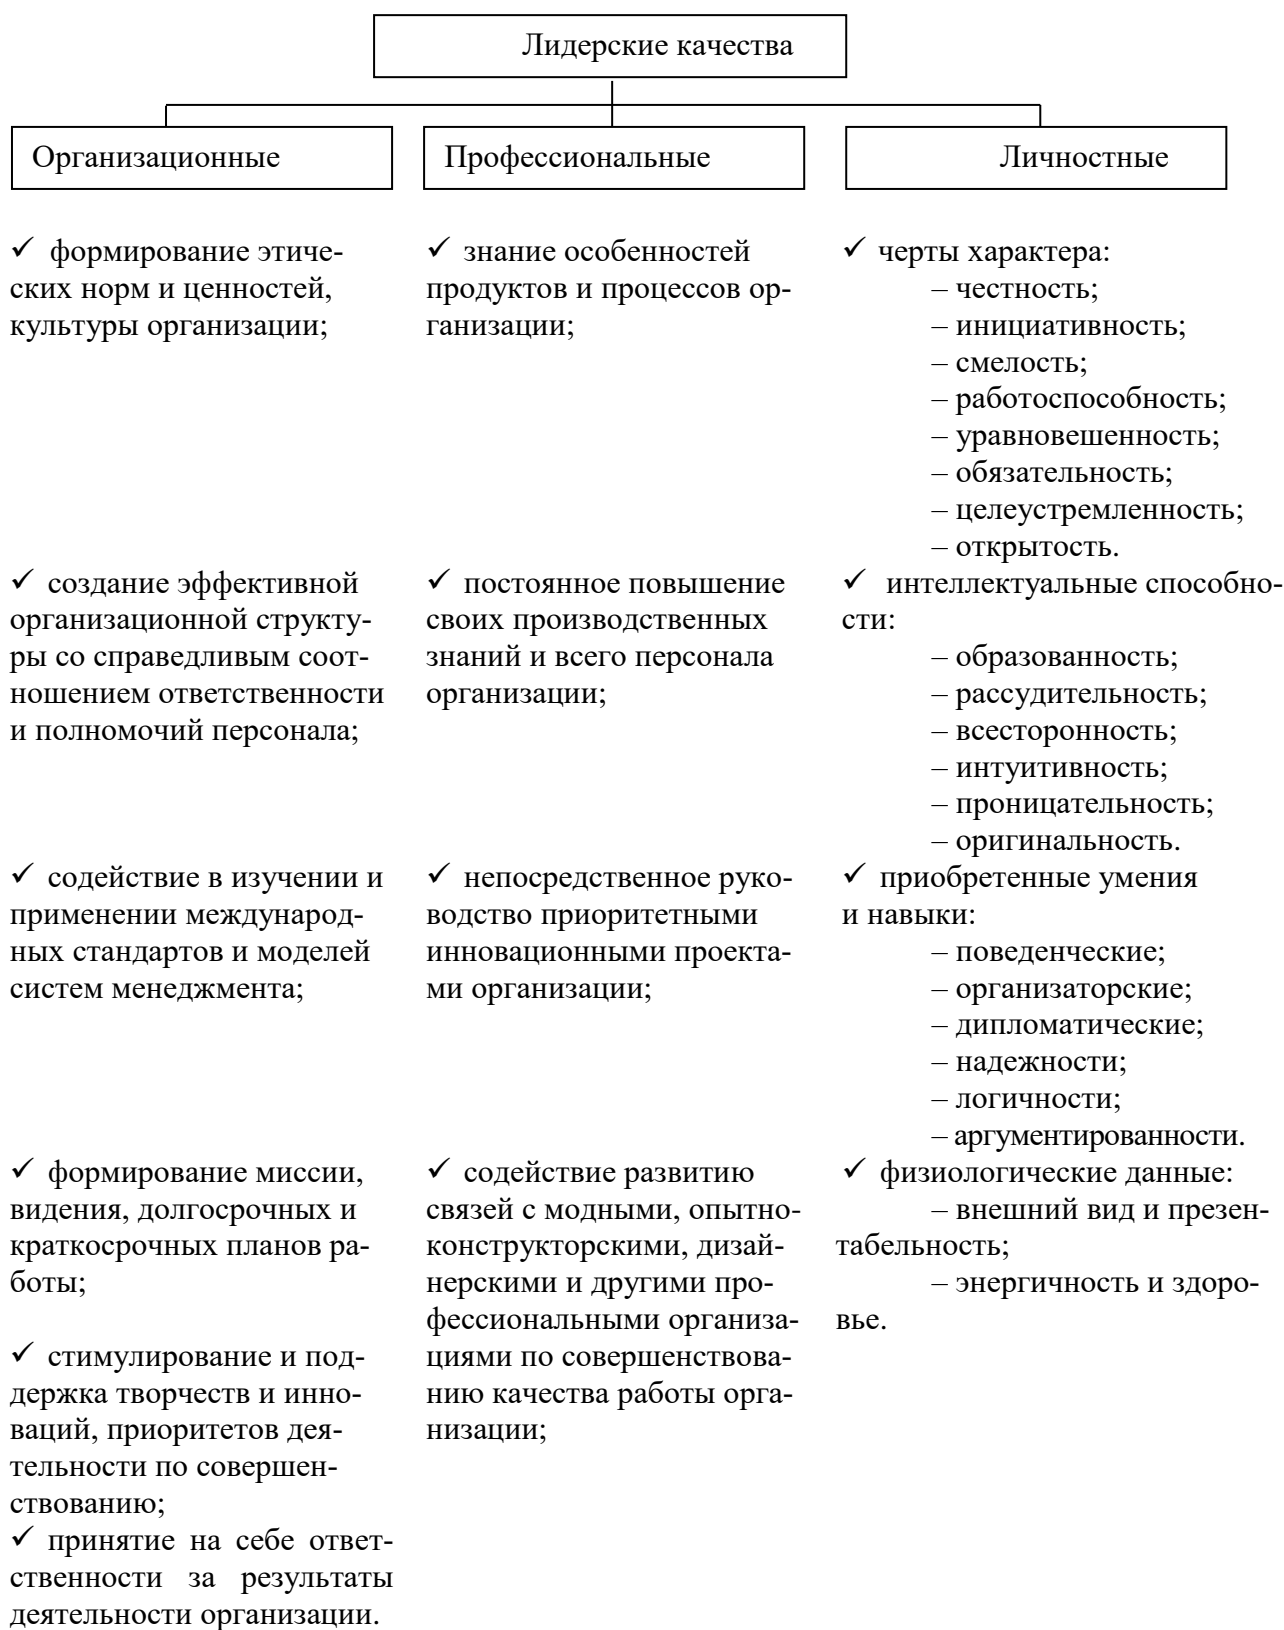 Лидерские качества
Организационные
Профессиональные
Личностные
✓ формирование этиче-
ских норм и ценностей,
культуры организации;
✓ создание эффективной
организационной структу-
ры со справедливым соот-
ношением ответственности
и полномочий персонала;
✓ содействие в изучении и
применении международ-
ных стандартов и моделей
систем менеджмента;
✓ формирование миссии,
видения, долгосрочных и
краткосрочных планов ра-
боты;
✓ стимулирование и под-
держка творчеств и инно-
ваций, приоритетов дея-
тельности по совершен-
ствованию;
✓ принятие на себе ответ-
ственности за результаты
деятельности организации.
✓ знание особенностей
продуктов и процессов ор-
ганизации;
✓ постоянное повышение
своих производственных
знаний и всего персонала
организации;
✓ непосредственное руко-
водство приоритетными
инновационными проекта-
ми организации;
✓ содействие развитию
связей с модными, опытно-
конструкторскими, дизай-
нерскими и другими про-
фессиональными организа-
циями по совершенствова-
нию качества работы орга-
низации;
✓ черты характера:
– честность;
– инициативность;
– смелость;
– работоспособность;
– уравновешенность;
– обязательность;
– целеустремленность;
– открытость.
✓ интеллектуальные способно-
сти:
– образованность;
– рассудительность;
– всесторонность;
– интуитивность;
– проницательность;
– оригинальность.
✓ приобретенные умения
и навыки:
– поведенческие;
– организаторские;
– дипломатические;
– надежности;
– логичности;
– аргументированности.
✓ физиологические данные:
– внешний вид и презен-
табельность;
– энергичность и здоро-
вье.